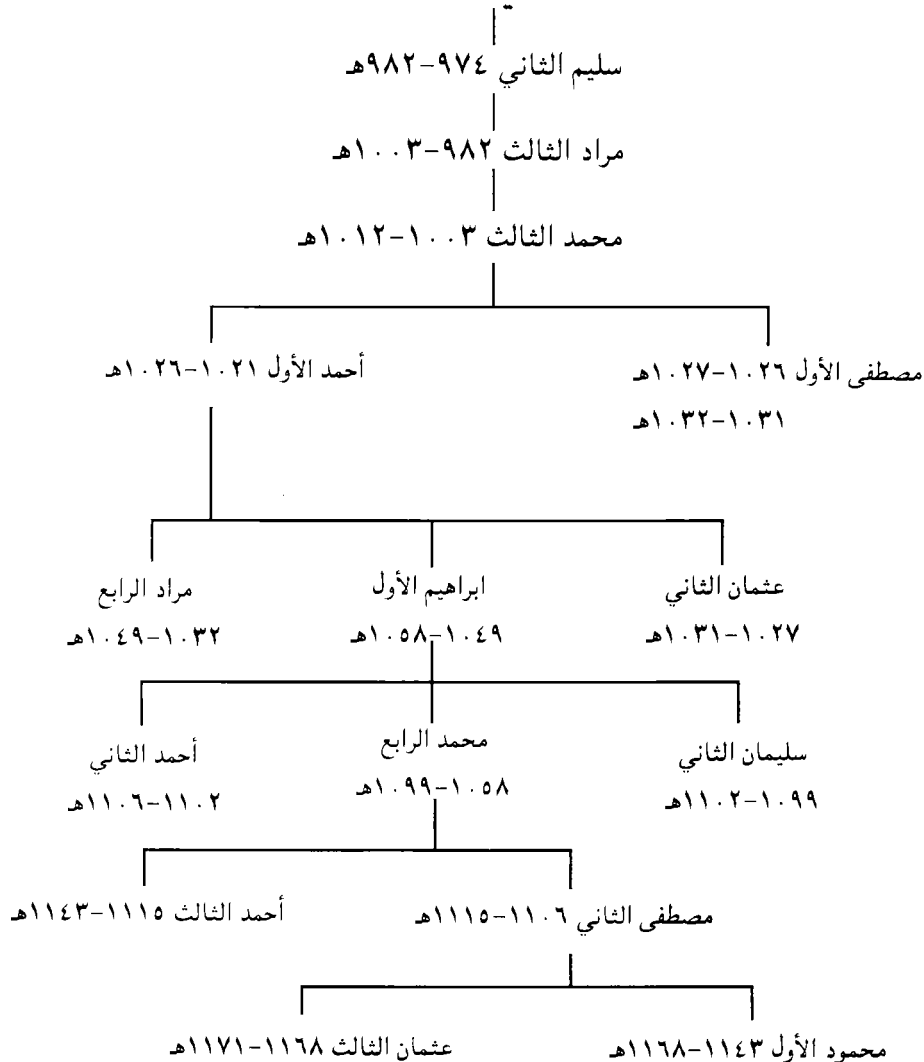 سليم الثاني ٩٧٤-٩٨٢هـ
مراد الثالث ٩٨٢-١٠٠٣هـ
محمد الثالث ١٠٠٣-١٠١٢هـ
مصطفى الأول ١٠٢٦-١٠٢٧هـ
١٠٣١-١٠٣٢هـ
أحمد الأول ١٠٢١-١٠٢٦هـ
عثمان الثاني
١٠٢٧-١٠٣١هـ
ابراهيم الأول
١٠٤٩-١٠٥٨هـ
مراد الرابع
١٠٣٢-١٠٤٩هـ
سليمان الثاني
١٠٩٩-١١٠٢هـ
محمد الرابع
١٠٥٨-١٠٩٩هـ
أحمد الثاني
١١٠٢-١١٠٦هـ
مصطفى الثاني ١١٠٦-١١١٥هـ
أحمد الثالث ١١١٥-١١٤٣هـ
محمود الأول ١١٤٣-١١٦٨هـ
عثمان الثالث ١١٦٨-١١٧١هـ